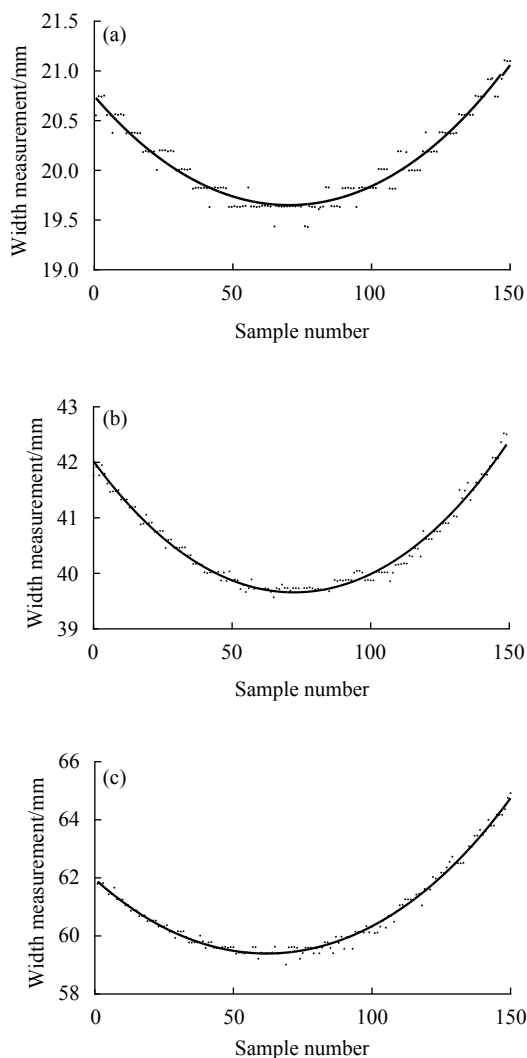 (a)
21.5
21.0
20.5
20.0
19.5
19.0
Width measurement/mm
0 50 100 150
Sample number
(b)
43
42
41
40
39
Width measurement/mm
0 50 100 150
Sample number
(c)
66
64
62
60
58
Width measurement/mm
0 50 100 150
Sample number